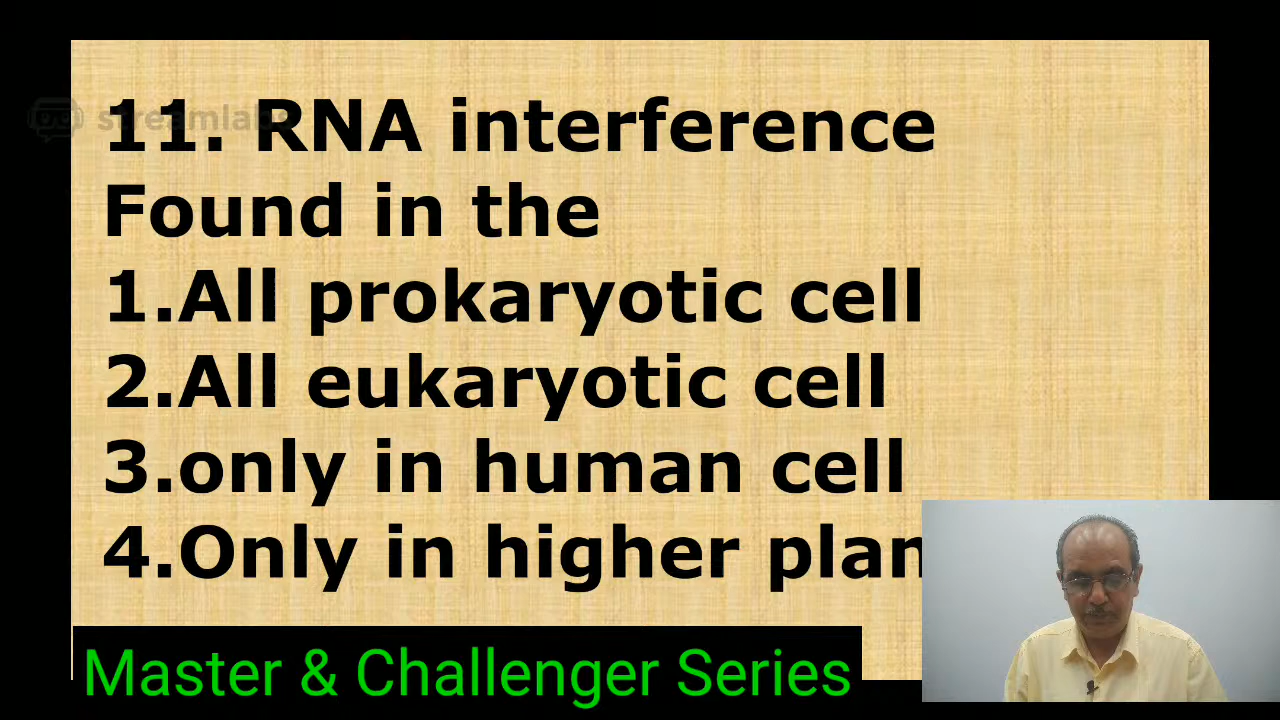 streamlabs
11. RNA interference
Found in the
1.All prokaryotic cell
2.All eukaryotic cell
3.only in human cell
4.Only in higher plan
Master & Challenger Series